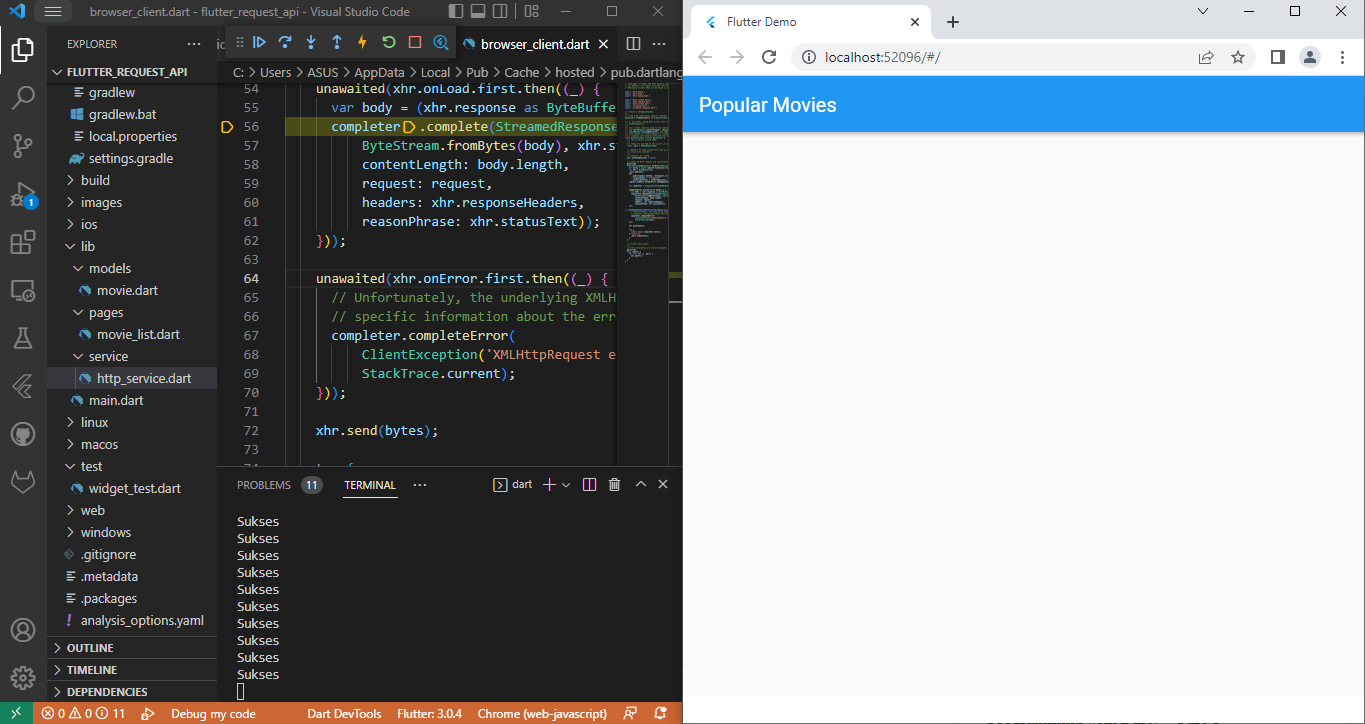 browser_client.dart - flutter_request_api - Visual Studio Code
EXPLORER
FLUTTER_REQUEST_API
gradlew
gradlew.bat
local.properties
settings.gradle
build
images
ios
lib
models
movie.dart
pages
movie_list.dart
service
http_service.dart
main.dart
linux
macos
test
widget_test.dart
web
windows
.gitignore
.metadata
.packages
analysis_options.yaml
OUTLINE
TIMELINE
DEPENDENCIES
1
browser_client.dart
C: > Users > ASUS > AppData > Local > Pub > Cache > hosted > pub.dartlang
54 unawaited(xhr.onLoad.first.then((_) {
55 var body = (xhr.response as ByteBuffe
56 completer.complete(StreamedResponse
57 ByteStream.fromBytes(body), xhr.s
58 contentLength: body.length,
59 request: request,
60 headers: xhr.responseHeaders,
61 reasonPhrase: xhr.statusText));
62 }));
63
64 unawaited(xhr.onError.first.then((_) {
65 // Unfortunately, the underlying XMLH
66 // specific information about the err
67 completer.completeError(
68 ClientException('XMLHttpRequest e
69 StackTrace.current);
70 }));
71
72 xhr.send(bytes);
73
PROBLEMS 11 TERMINAL
dart
Sukses
Sukses
Sukses
Sukses
Sukses
Sukses
Sukses
Sukses
Sukses
Sukses
0 0 11 Debug my code Dart DevTools Flutter: 3.0.4 Chrome (web-javascript)
Flutter Demo
localhost:52096/#/
Popular Movies